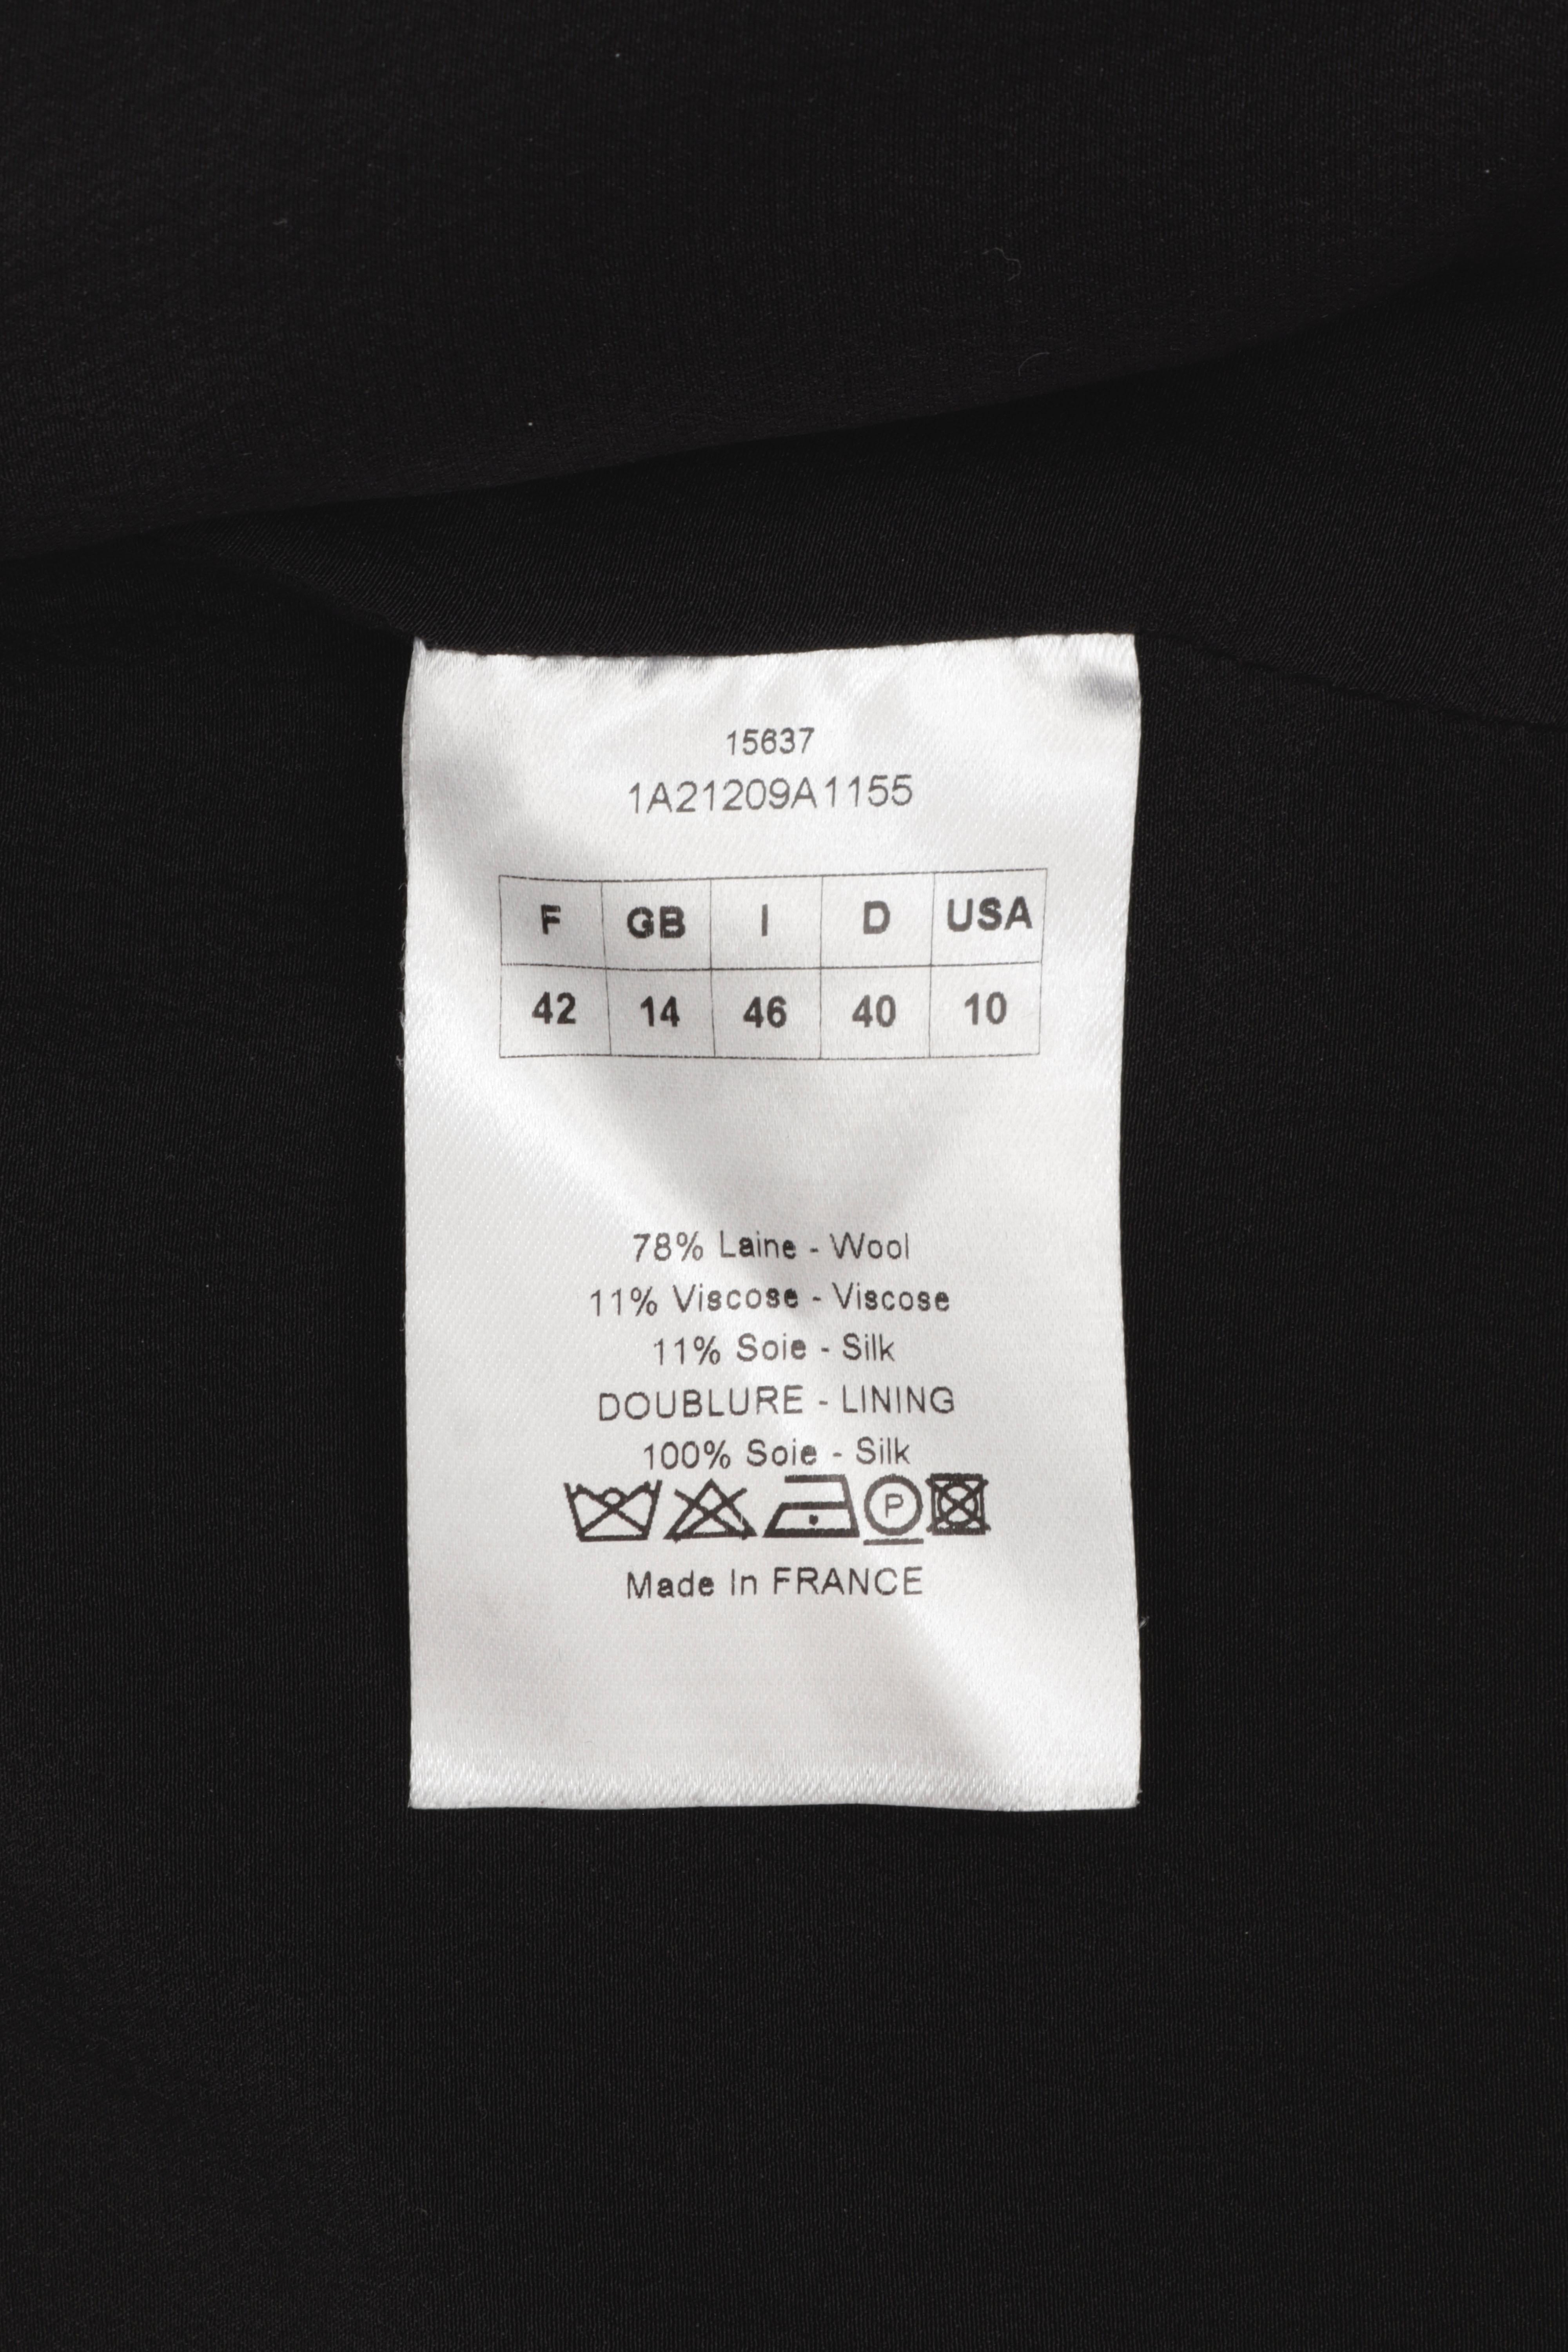 15637
1A21209A1155
F GB I D USA
42 14 46 40 10
78% Laine - Wool
11% Viscose - Viscose
11% Soie - Silk
DOUBLURE - LINING
100% Soie - Silk
P
Made In FRANCE